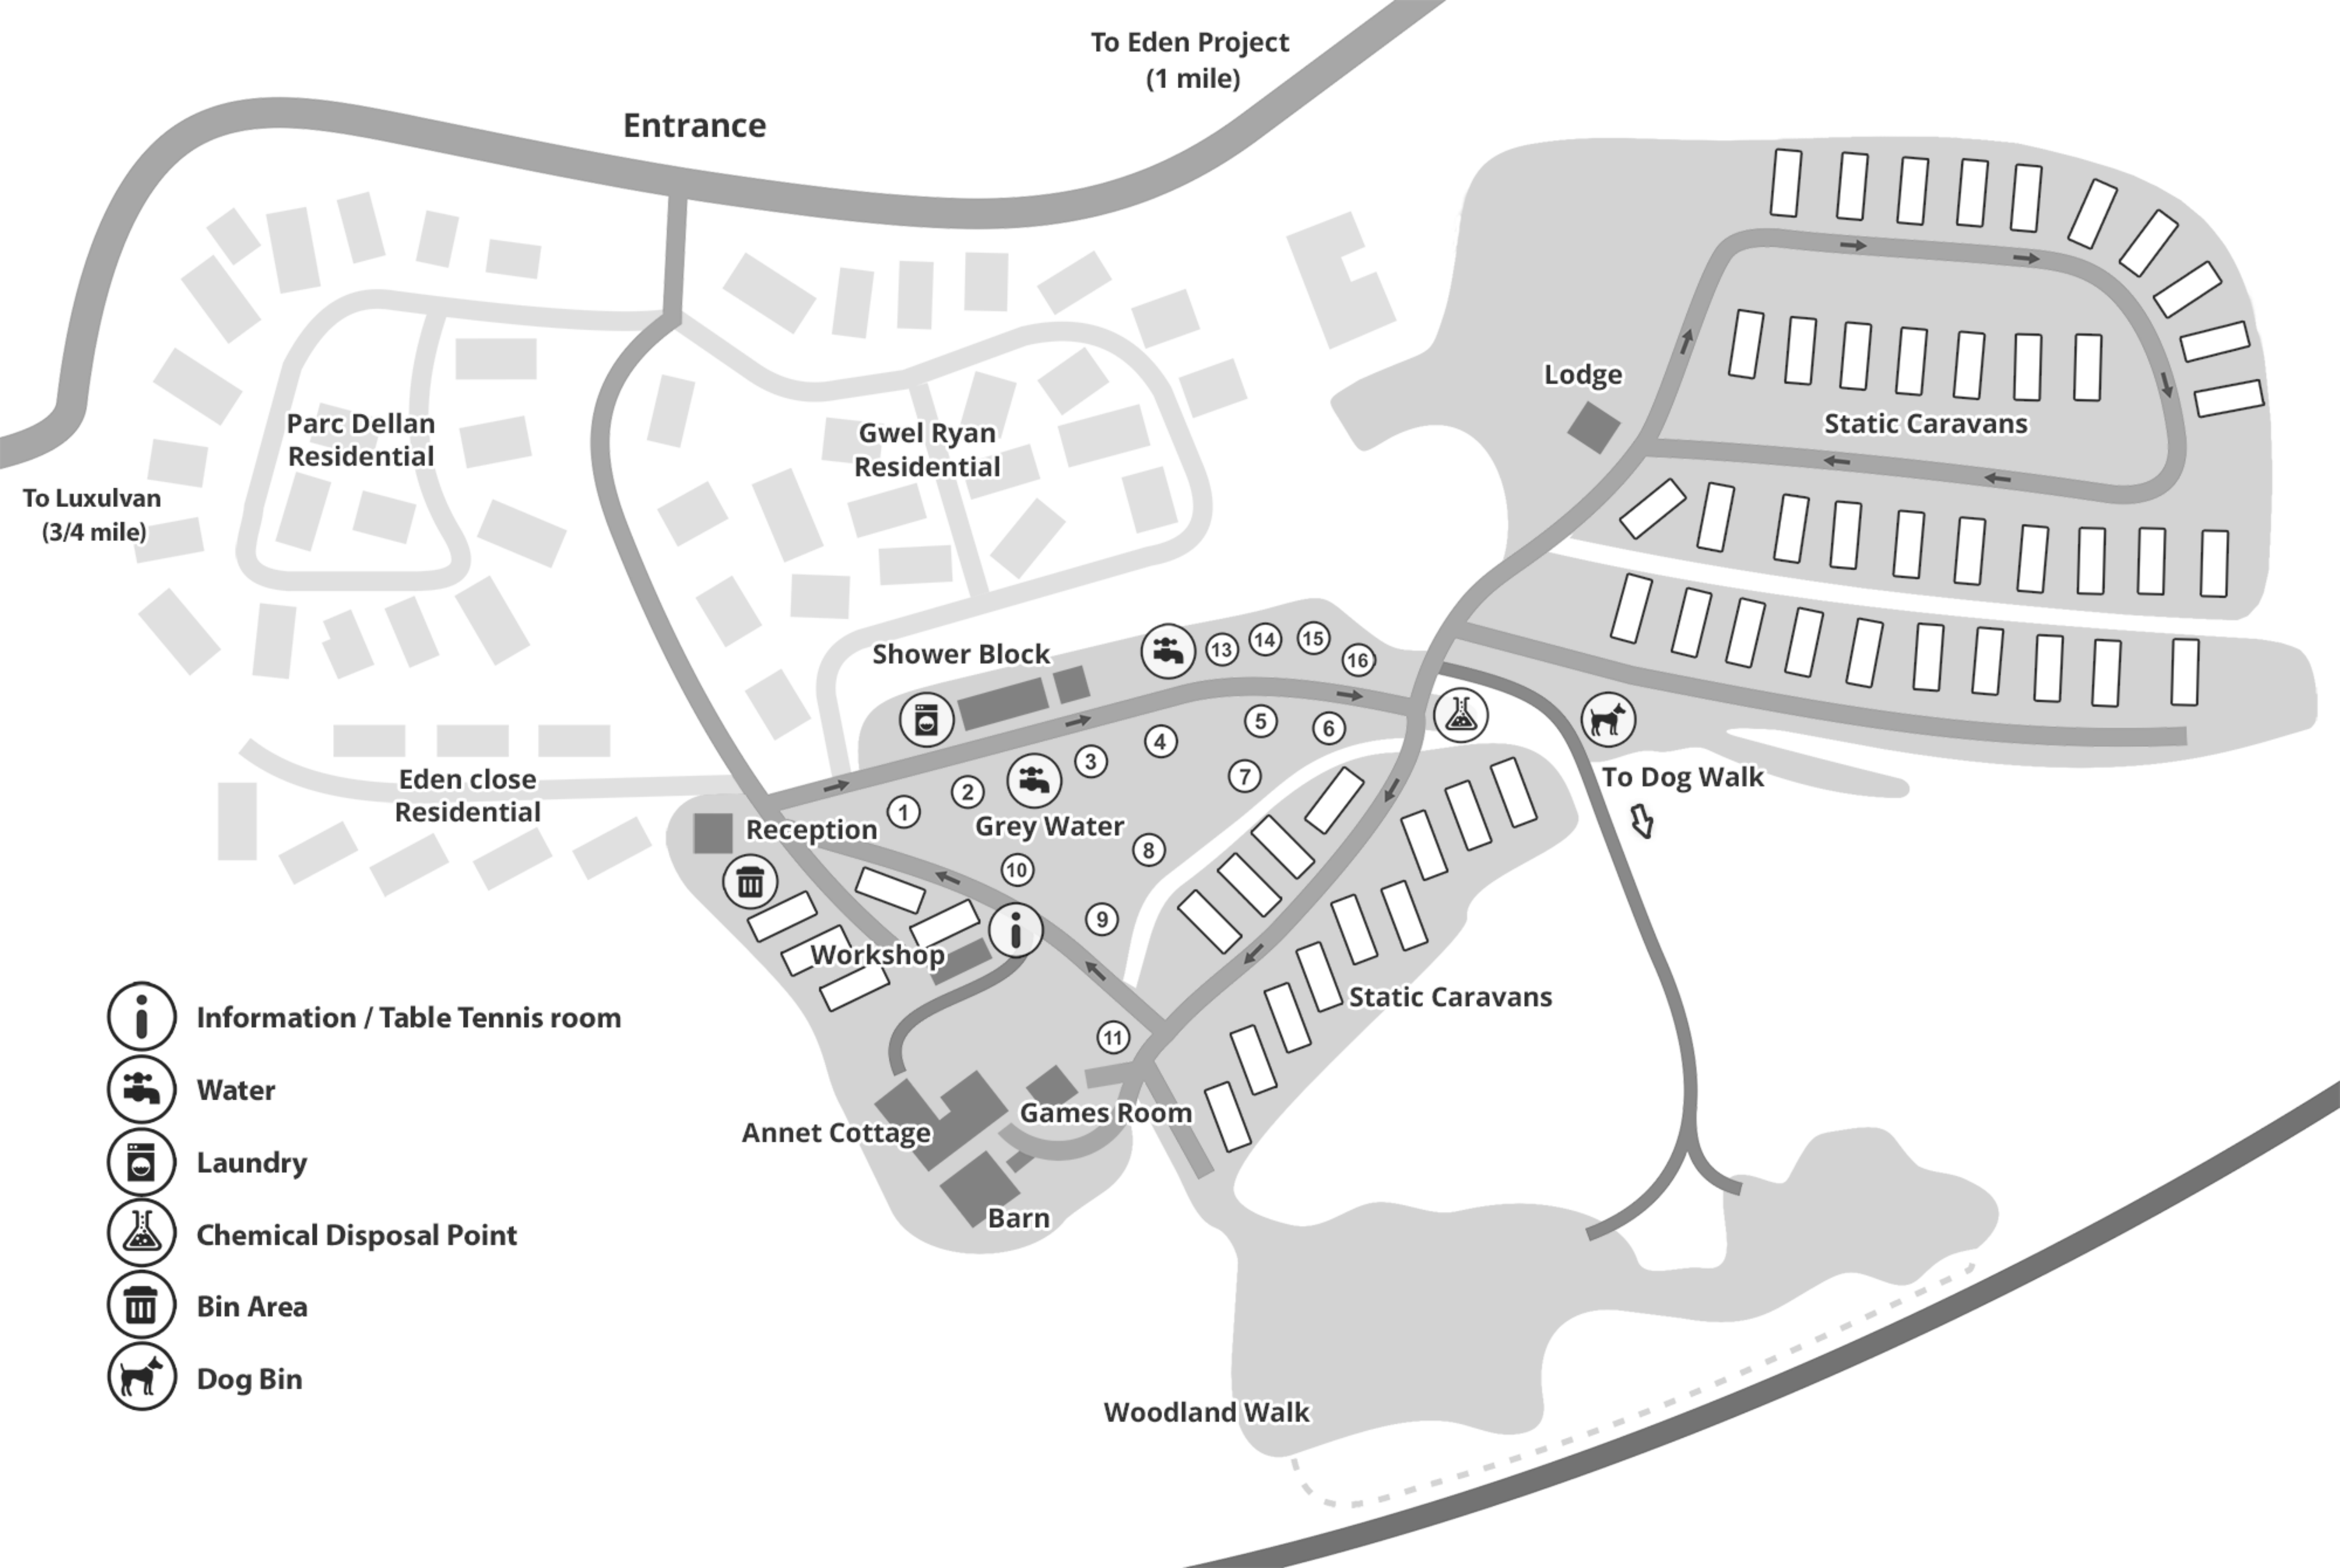 To Eden Project
(1 mile)
Entrance
Lodge
Static Caravans
Parc Dellan
Residential
Gwel Ryan
Residential
To Luxulvan
(3/4 mile)
Shower Block
13
14
15
16
5
6
4
3
7
2
1
To Dog Walk
Eden close
Residential
Reception
Grey Water
8
10
9
Workshop
Static Caravans
11
Games Room
Annet Cottage
Barn
Woodland Walk
Information / Table Tennis room
Water
Laundry
Chemical Disposal Point
Bin Area
Dog Bin